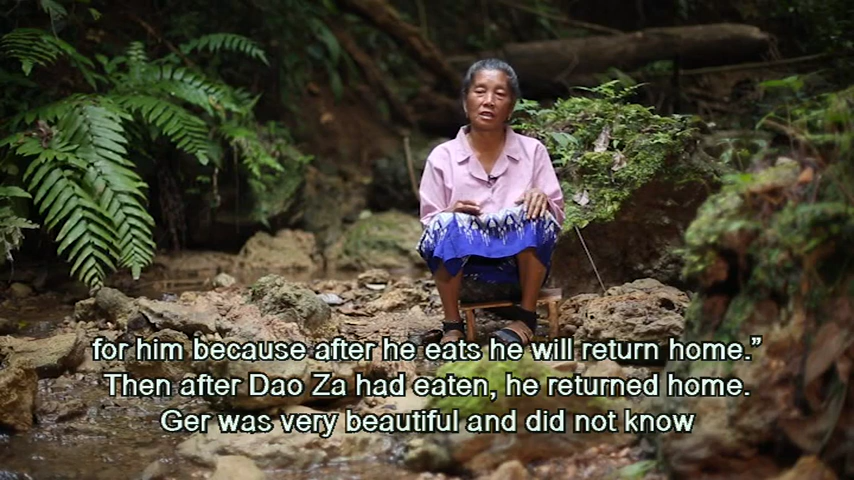 for him because after he eats he will return home.”
Then after Dao Za had eaten, he returned home.
Ger was very beautiful and did not know